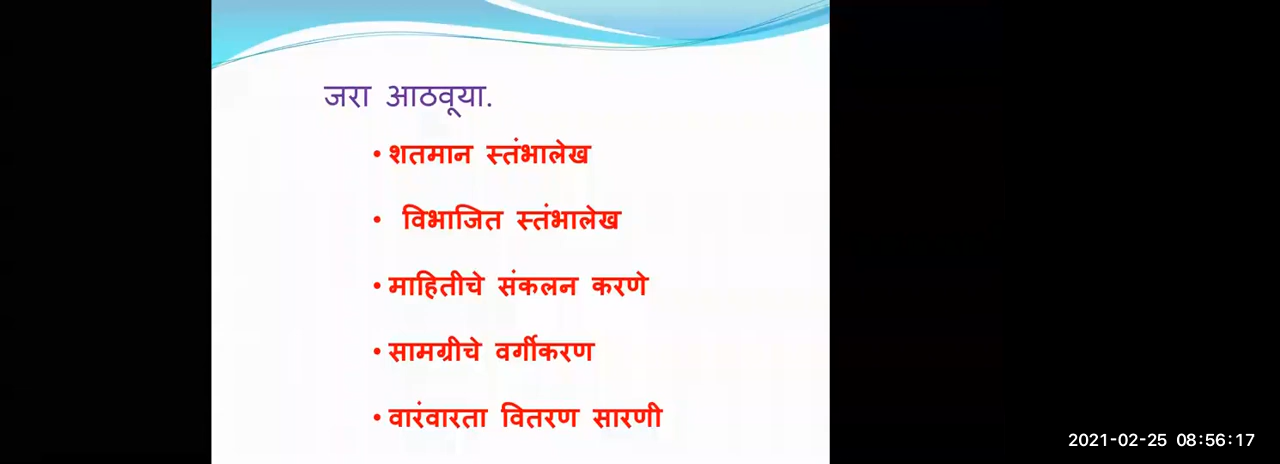 जरा आठवूया.
• शतमान स्तंभालेख
• विभाजित स्तंभालेख
• माहितीचे संकलन करणे
• सामग्रीचे वर्गीकरण
• वारंवारता वितरण सारणी
2021-02-25 08:56:17